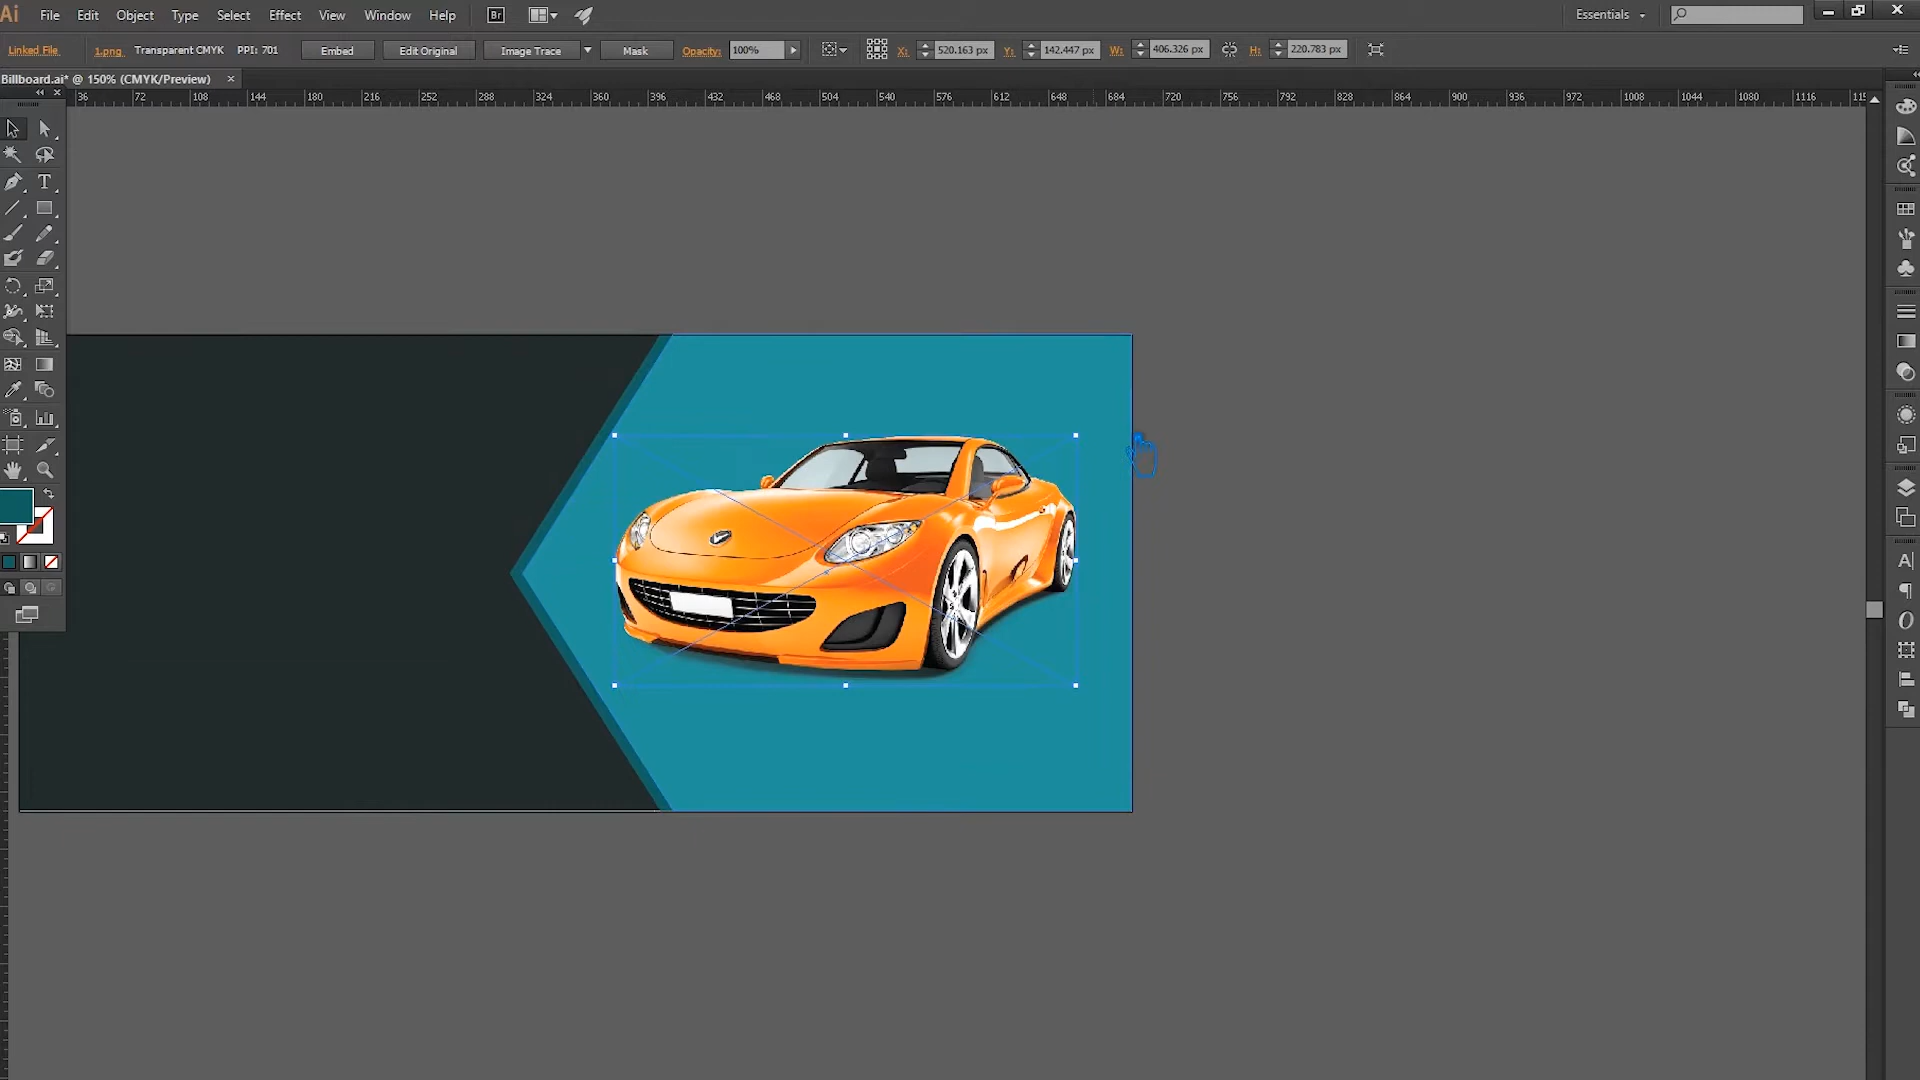 Ai File Edit Object Type Select Effect View Window Help Br Essentials
Linked File 1.png Transparent CMYK PPI: 701 Embed Edit Original Image Trace Mask Opacity: 100% X: 520.163 px Y: 142.447 px W: 406.326 px H: 220.783 px
Billboard.ai* @ 150% (CMYK/Preview) ×
36 72 108 144 180 216 252 288 324 360 396 432 468 504 540 576 612 648 684 720 756 792 828 864 900 936 972 1008 1044 1080 1116